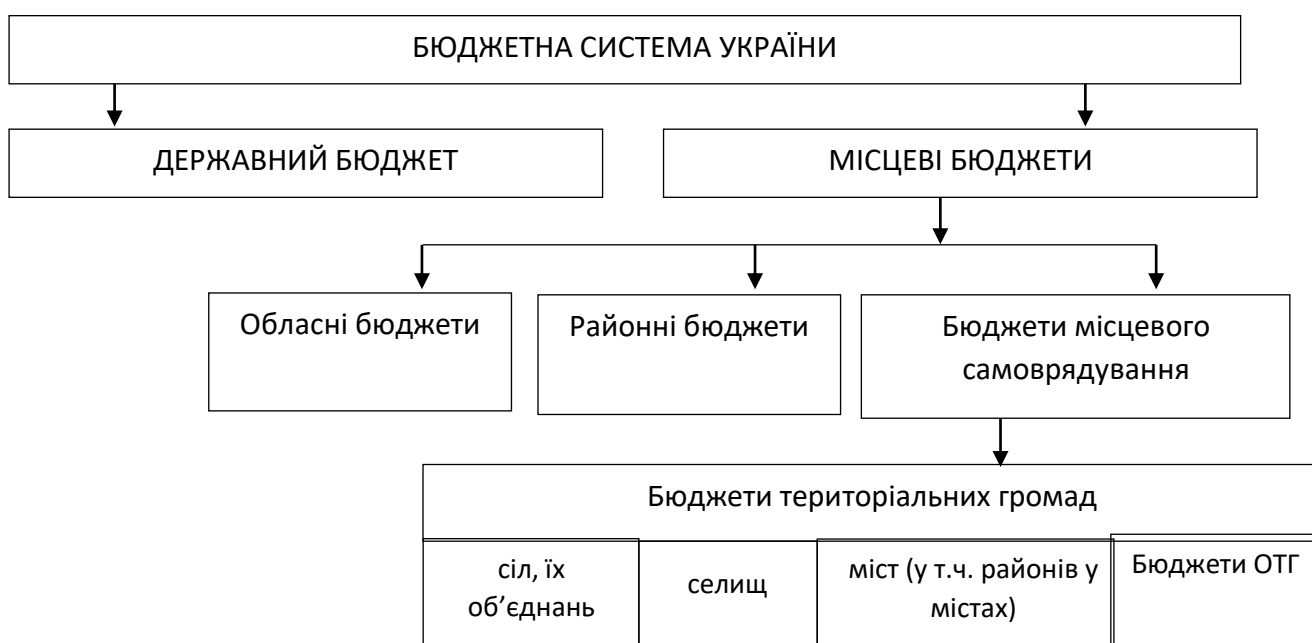 БЮДЖЕТНА СИСТЕМА УКРАЇНИ
ДЕРЖАВНИЙ БЮДЖЕТ
МІСЦЕВІ БЮДЖЕТИ
Обласні бюджети
Районні бюджети
Бюджети місцевого
самоврядування
Бюджети територіальних громад
сіл, їх
об’єднань
селищ
міст (у т.ч. районів у
містах)
Бюджети ОТГ